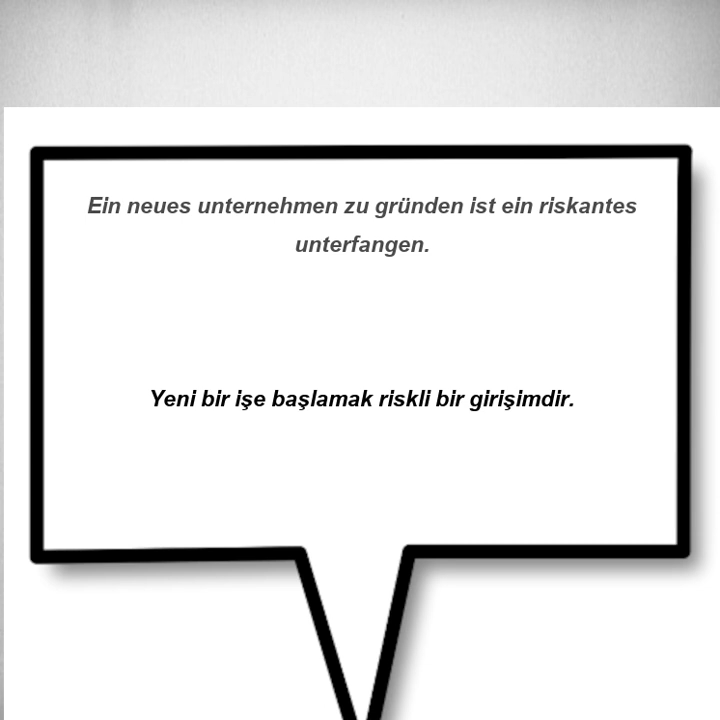 Ein neues unternehmen zu gründen ist ein riskantes
unterfangen.
Yeni bir işe başlamak riskli bir girişimdir.